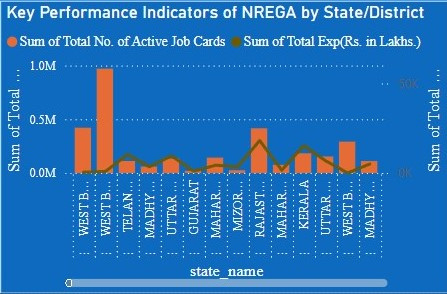 Key Performance Indicators of NREGA by State/District
Sum of Total No. of Active Job Cards Sum of Total Exp(Rs. in Lakhs.)
Sum of Total ...
1.0M
0.5M
0.0M
50K
0K
Sum of Total ...
WEST B...
WEST B...
TELAN...
MADHY...
UTTAR ...
GUJARAT
MAHAR...
MIZOR...
RAJAST...
MAHAR...
KERALA
UTTAR ...
WEST B...
MADHY...
state_name